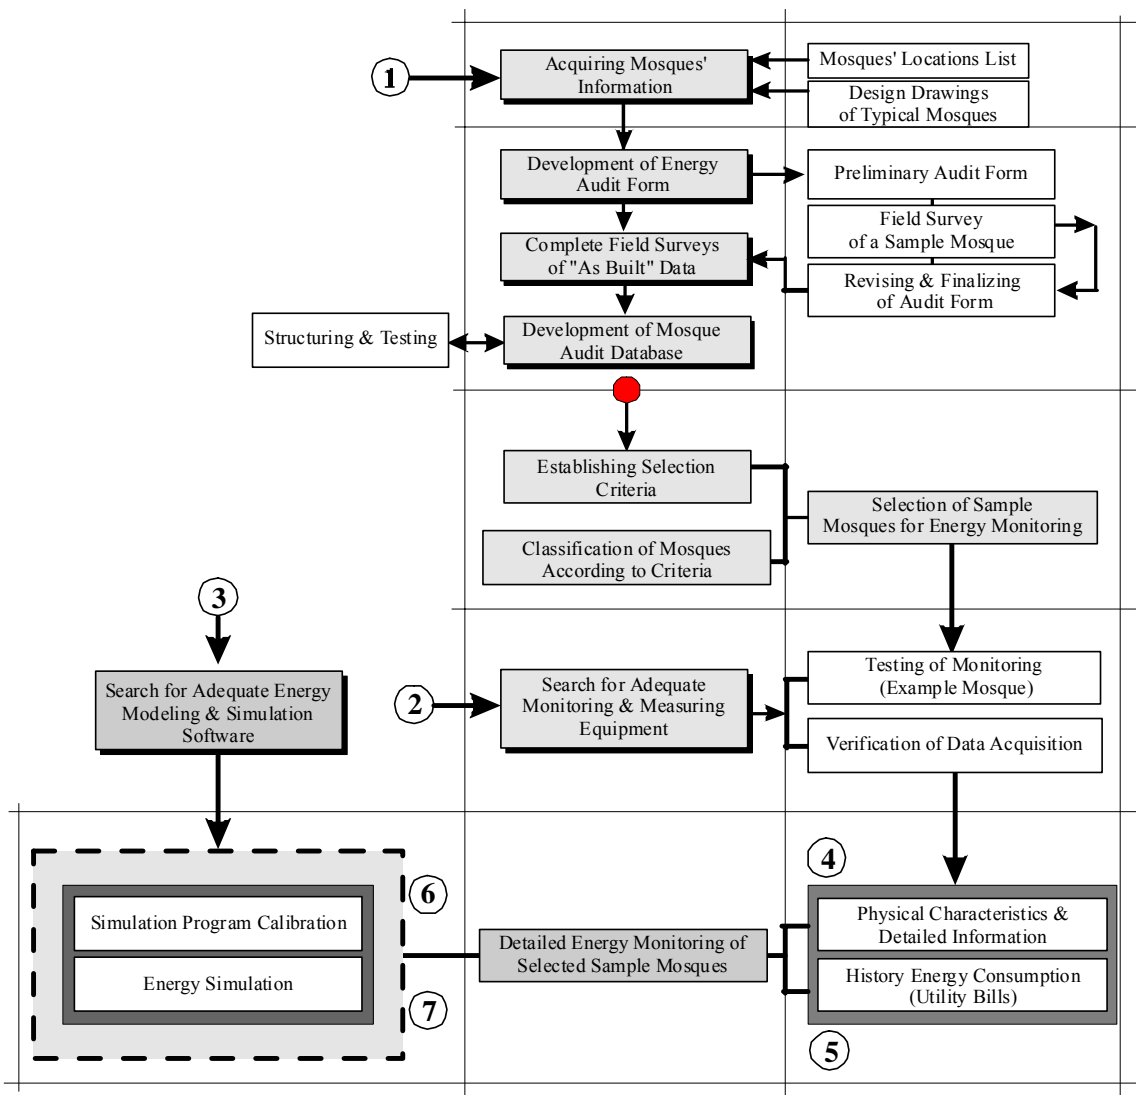 1
Acquiring Mosques'
Information
Mosques' Locations List
Design Drawings
of Typical Mosques
Development of Energy
Audit Form
Preliminary Audit Form
Field Survey
of a Sample Mosque
Complete Field Surveys
of "As Built" Data
Revising & Finalizing
of Audit Form
Structuring & Testing
Development of Mosque
Audit Database
Establishing Selection
Criteria
Selection of Sample
Mosques for Energy Monitoring
Classification of Mosques
According to Criteria
3
Search for Adequate Energy
Modeling & Simulation
Software
2
Search for Adequate
Monitoring & Measuring
Equipment
Testing of Monitoring
(Example Mosque)
Verification of Data Acquisition
4
6
Simulation Program Calibration
Energy Simulation
7
Detailed Energy Monitoring of
Selected Sample Mosques
Physical Characteristics &
Detailed Information
History Energy Consumption
(Utility Bills)
5